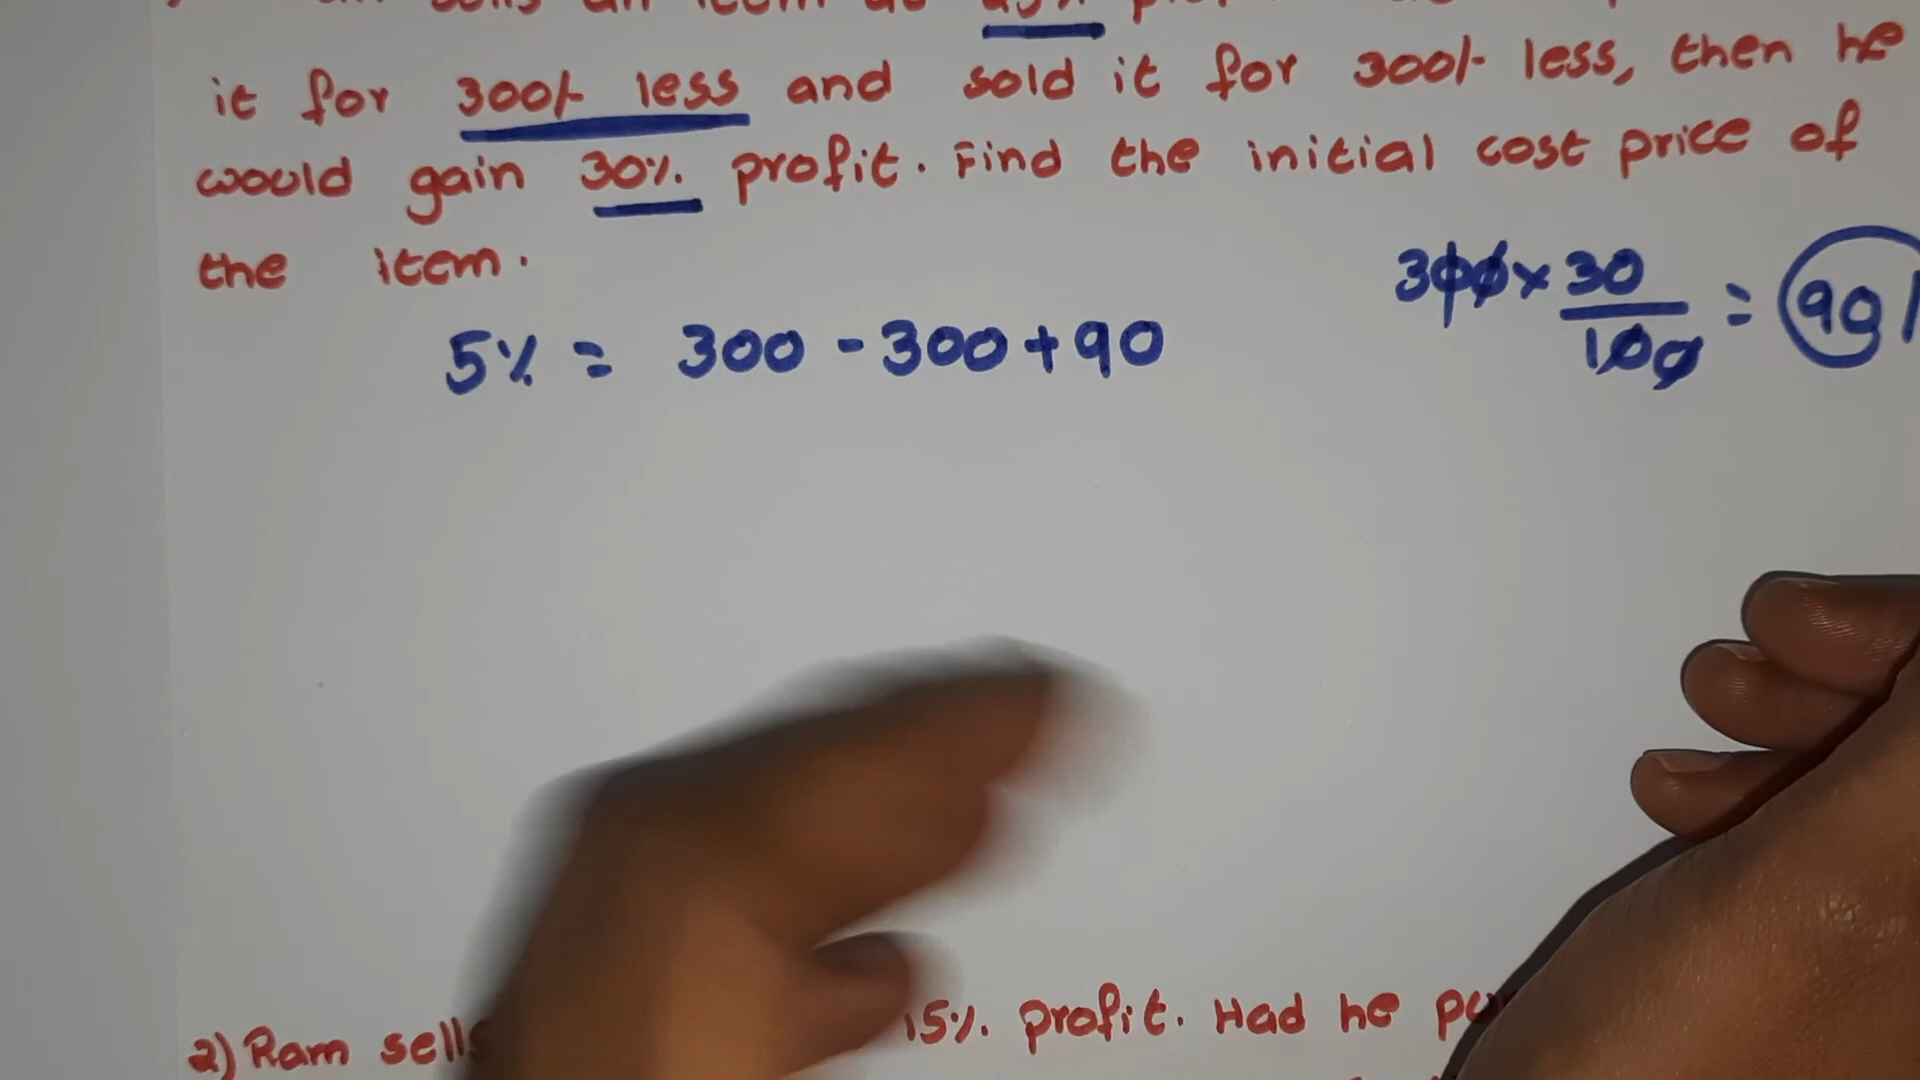 it for 300/- less and sold it for 300/- less, then he
would gain 30%. profit. Find the initial cost price of
the item.
300 x 30/100 = 90/
5% = 300 - 300 + 90
2) Ram sells 15%. profit. Had he